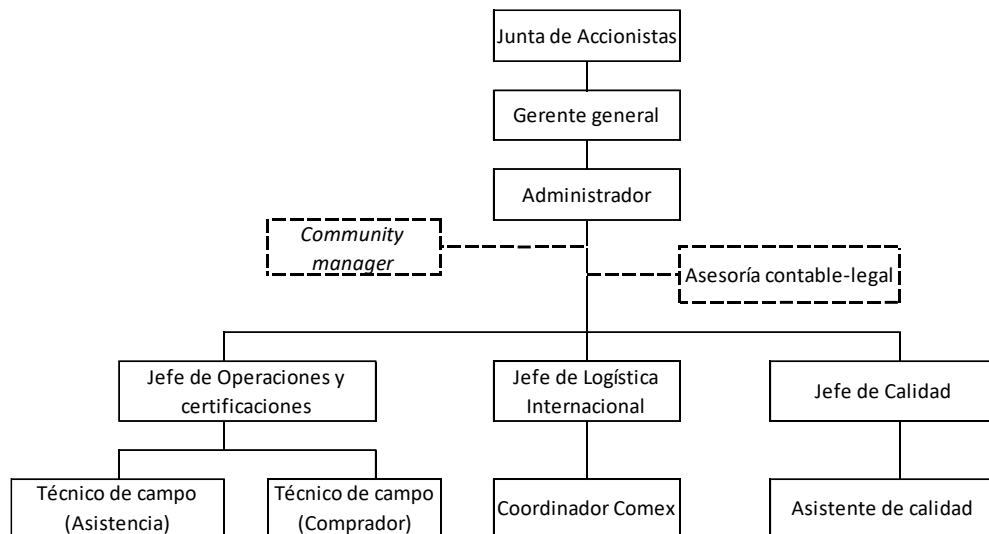 Junta de Accionistas
Gerente general
Administrador
Community
manager
Asesoría contable-legal
Jefe de Operaciones y
certificaciones
Jefe de Logística
Internacional
Jefe de Calidad
Técnico de campo
(Asistencia)
Técnico de campo
(Comprador)
Coordinador Comex
Asistente de calidad